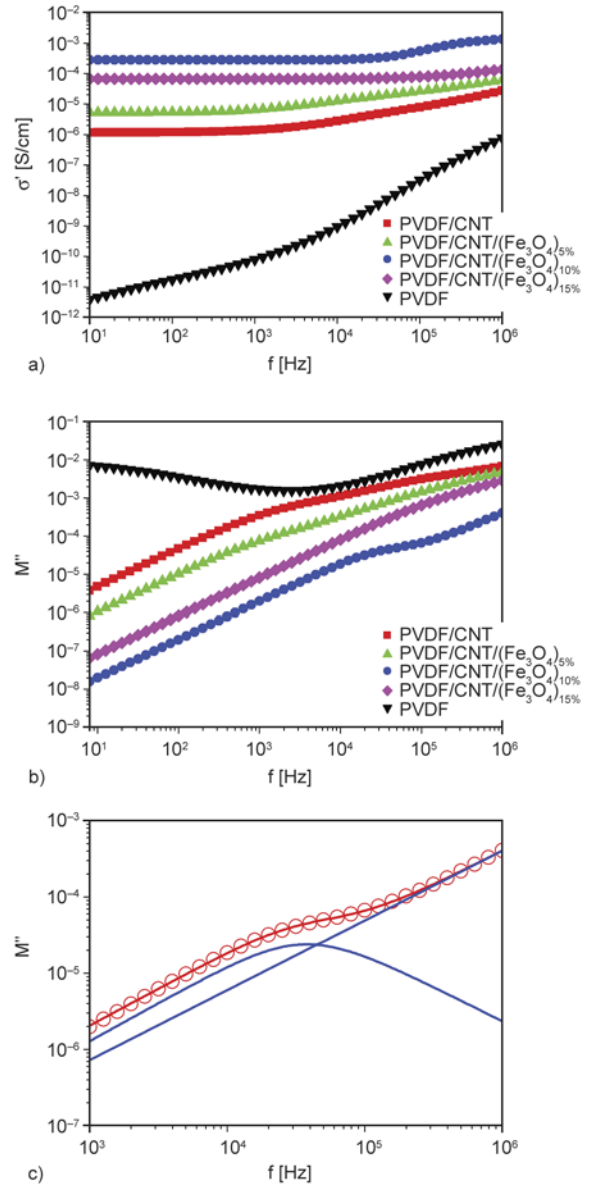 10⁻²
10⁻³
10⁻⁴
10⁻⁵
10⁻⁶
10⁻⁷
10⁻⁸
10⁻⁹
10⁻¹⁰
10⁻¹¹
10⁻¹²
σ' [S/cm]
PVDF/CNT
PVDF/CNT/(Fe₃O₄)₅%
PVDF/CNT/(Fe₃O₄)₁₀%
PVDF/CNT/(Fe₃O₄)₁₅%
PVDF
10¹ 10² 10³ 10⁴ 10⁵ 10⁶
f [Hz]
a)
10⁻¹
10⁻²
10⁻³
10⁻⁴
10⁻⁵
10⁻⁶
10⁻⁷
10⁻⁸
10⁻⁹
M''
PVDF/CNT
PVDF/CNT/(Fe₃O₄)₅%
PVDF/CNT/(Fe₃O₄)₁₀%
PVDF/CNT/(Fe₃O₄)₁₅%
PVDF
10¹ 10² 10³ 10⁴ 10⁵ 10⁶
f [Hz]
b)
10⁻³
10⁻⁴
10⁻⁵
10⁻⁶
10⁻⁷
M''
10³ 10⁴ 10⁵ 10⁶
f [Hz]
c)